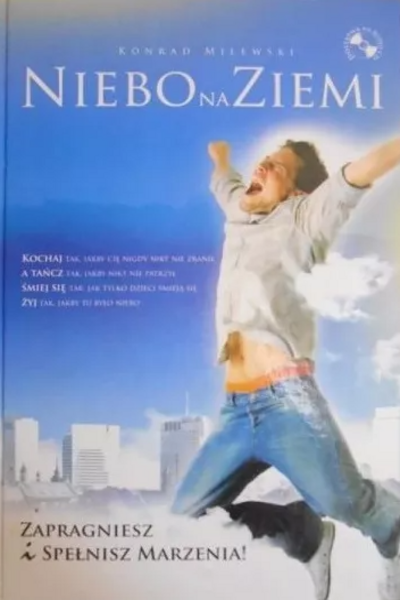 KONRAD MILEWSKI
NIEBO NA ZIEMI
KOCHAJ TAK, JAKBY CIĘ NIGDY NIKT NIE ZRANIŁ
A TAŃCZ TAK, JAKBY NIKT NIE PATRZYŁ
ŚMIEJ SIĘ TAK, JAK TYLKO DZIECI ŚMIEJĄ SIĘ
ŻYJ TAK, JAKBY TU BYŁO NIEBO!
ZAPRAGNIESZ
i SPEŁNISZ MARZENIA!